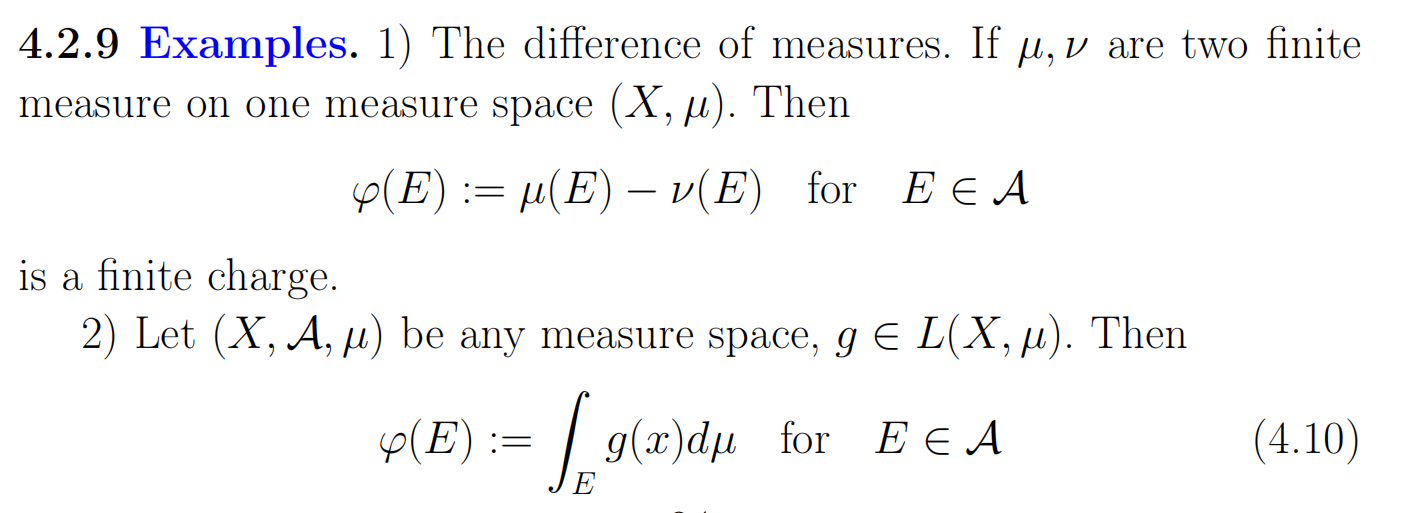 4.2.9 Examples. 1) The difference of measures. If μ, ν are two finite
measure on one measure space (X, μ). Then
φ(E) := μ(E) − ν(E) for E ∈ 𝒜
is a finite charge.
2) Let (X, 𝒜, μ) be any measure space, g ∈ L(X, μ). Then
φ(E) := ∫_E g(x)dμ for E ∈ 𝒜 (4.10)